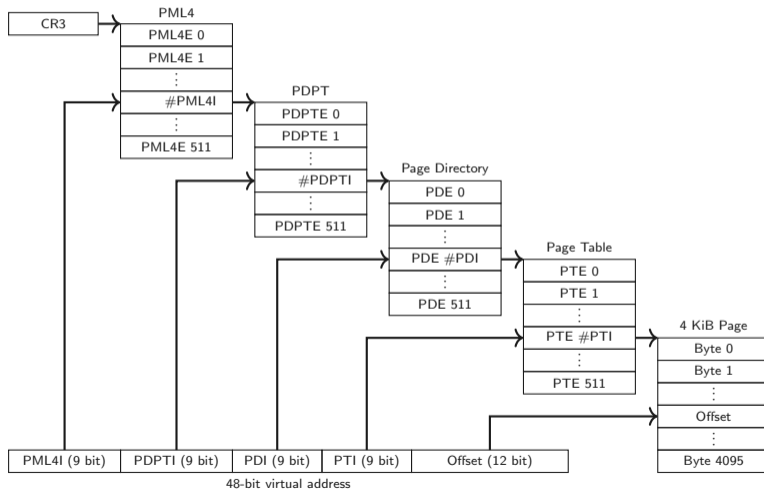 PML4
CR3
PML4E 0
PML4E 1
⋮
#PML4I
⋮
PML4E 511
PDPT
PDPTE 0
PDPTE 1
⋮
#PDPTI
⋮
PDPTE 511
Page Directory
PDE 0
PDE 1
⋮
PDE #PDI
⋮
PDE 511
Page Table
PTE 0
PTE 1
⋮
PTE #PTI
⋮
PTE 511
4 KiB Page
Byte 0
Byte 1
⋮
Offset
⋮
Byte 4095
PML4I (9 bit) PDPTI (9 bit) PDI (9 bit) PTI (9 bit) Offset (12 bit)
48-bit virtual address